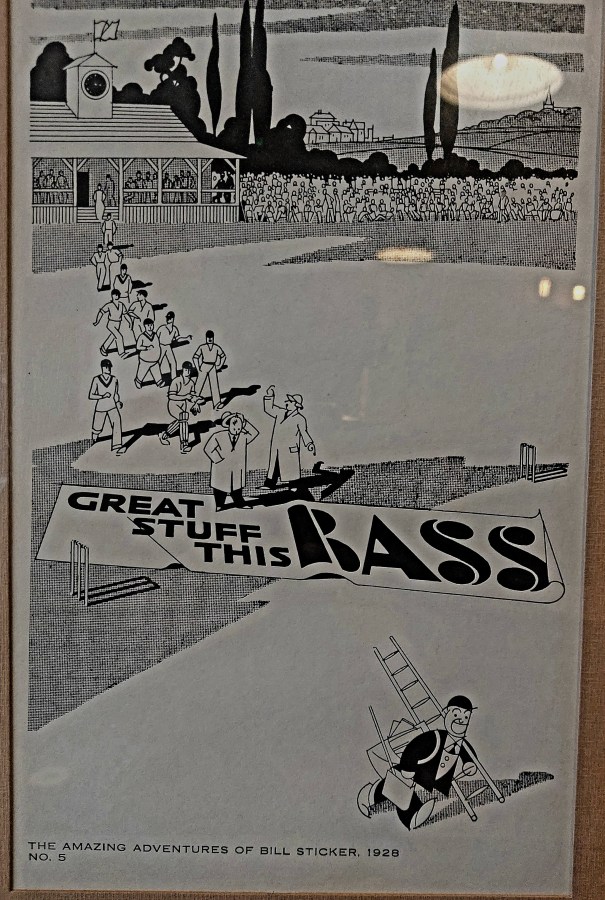 GREAT
STUFF
THIS BASS
THE AMAZING ADVENTURES OF BILL STICKER, 1928
NO. 5